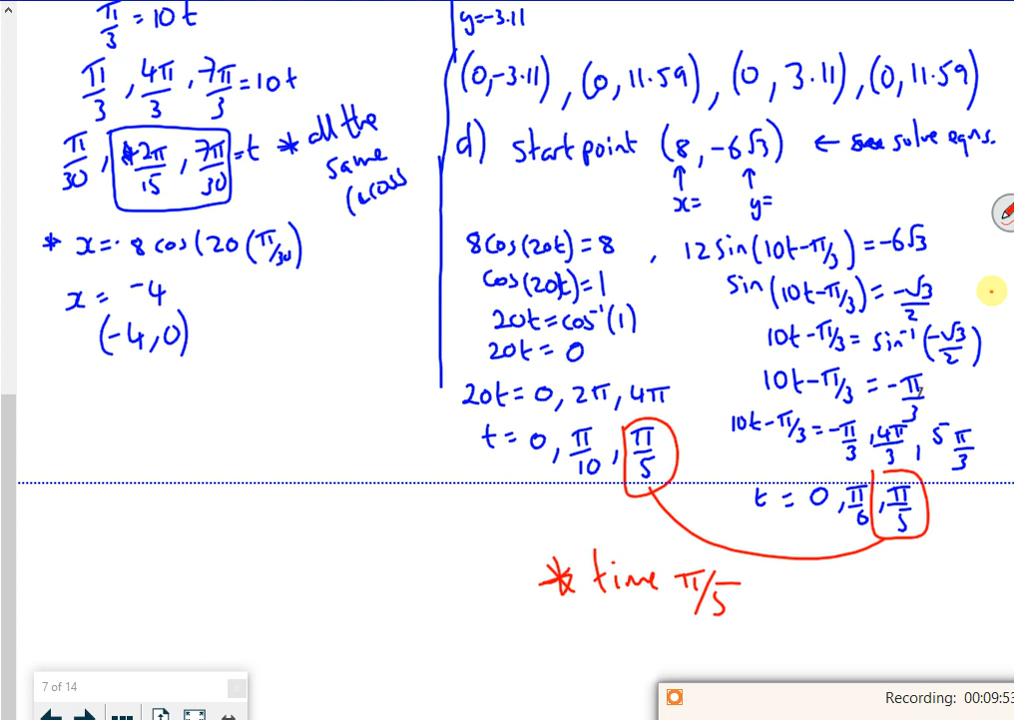 π/3 = 10t
π/3, 4π/3, 7π/3 = 10t
π/30, 2π/15, 7π/30 = t * all the same
* x = 8 cos(20(π/30)
x = -4
(-4, 0)
y=-3.11
(0, -3.11), (0, 11.59), (0, 3.11), (0, 11.59)
d) start point (8, -6√3) ← solve eqns.
↑ ↑
x= y=
8cos(20t) = 8, 12 sin(10t-π/3) = -6√3
cos(20t) = 1
sin(10t-π/3) = -√3/2
20t = cos⁻¹(1)
10t-π/3 = sin⁻¹(-√3/2)
20t = 0
10t-π/3 = -π/3
20t = 0, 2π, 4π
10t-π/3 = -π/3, 4π/3, 5π/3
t = 0, π/10, π/5
t = 0, π/6, π/5
* time π/5
7 of 14
Recording: 00:09:53